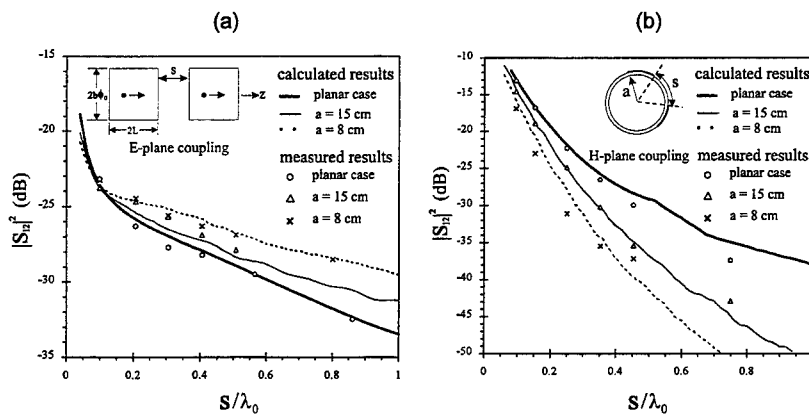 (a)
-15
-20
-25
-30
-35
|S12|² (dB)
0
0.2
0.4
0.6
0.8
1
S/λ0
S
2L
Z
E-plane coupling
calculated results
planar case
a = 15 cm
a = 8 cm
measured results
planar case
a = 15 cm
a = 8 cm
(b)
-10
-15
-20
-25
-30
-35
-40
-45
-50
|S12|² (dB)
0
0.2
0.4
0.6
0.8
S/λ0
a
S
H-plane coupling
calculated results
planar case
a = 15 cm
a = 8 cm
measured results
planar case
a = 15 cm
a = 8 cm